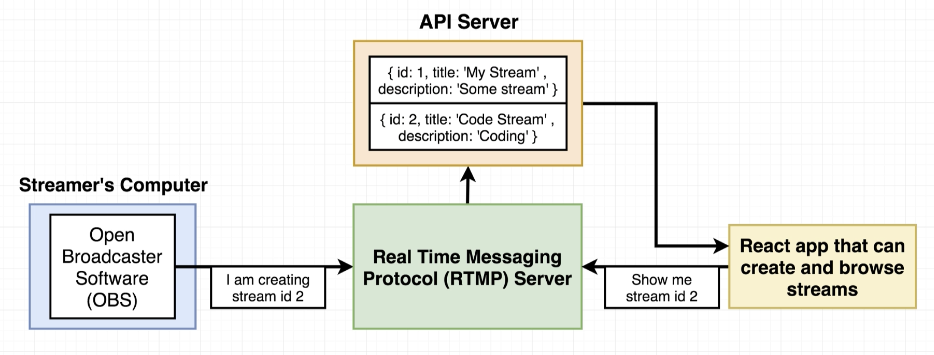 API Server
{ id: 1, title: 'My Stream' ,
description: 'Some stream' }
{ id: 2, title: 'Code Stream' ,
description: 'Coding' }
Streamer's Computer
Open
Broadcaster
Software
(OBS)
I am creating
stream id 2
Real Time Messaging
Protocol (RTMP) Server
Show me
stream id 2
React app that can
create and browse
streams